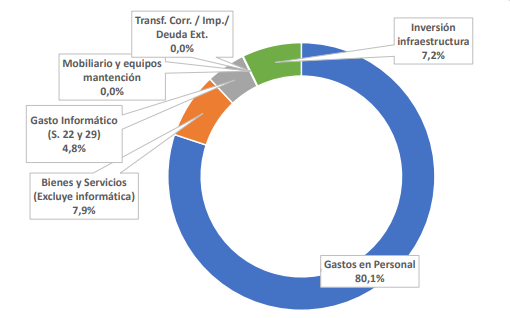 Transf. Corr. / Imp./
Deuda Ext.
0,0%
Inversión
infraestructura
7,2%
Mobiliario y equipos
mantención
0,0%
Gasto Informático
(S. 22 y 29)
4,8%
Bienes y Servicios
(Excluye informática)
7,9%
Gastos en Personal
80,1%